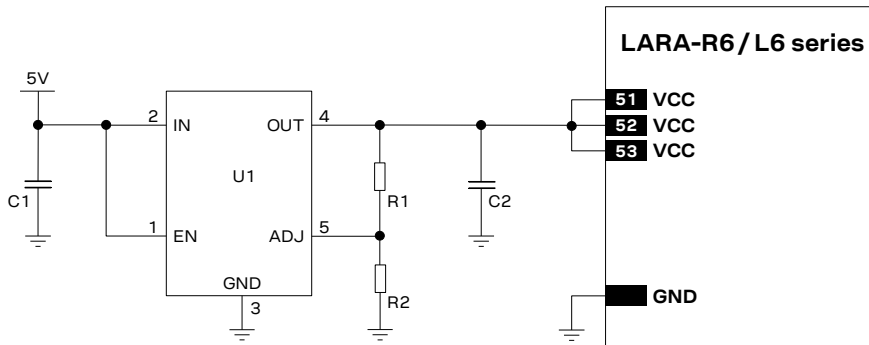 LARA-R6 / L6 series
5V
2
IN
OUT
4
51 VCC
52 VCC
53 VCC
U1
C1
R1
C2
1
EN
ADJ
5
GND
3
R2
GND